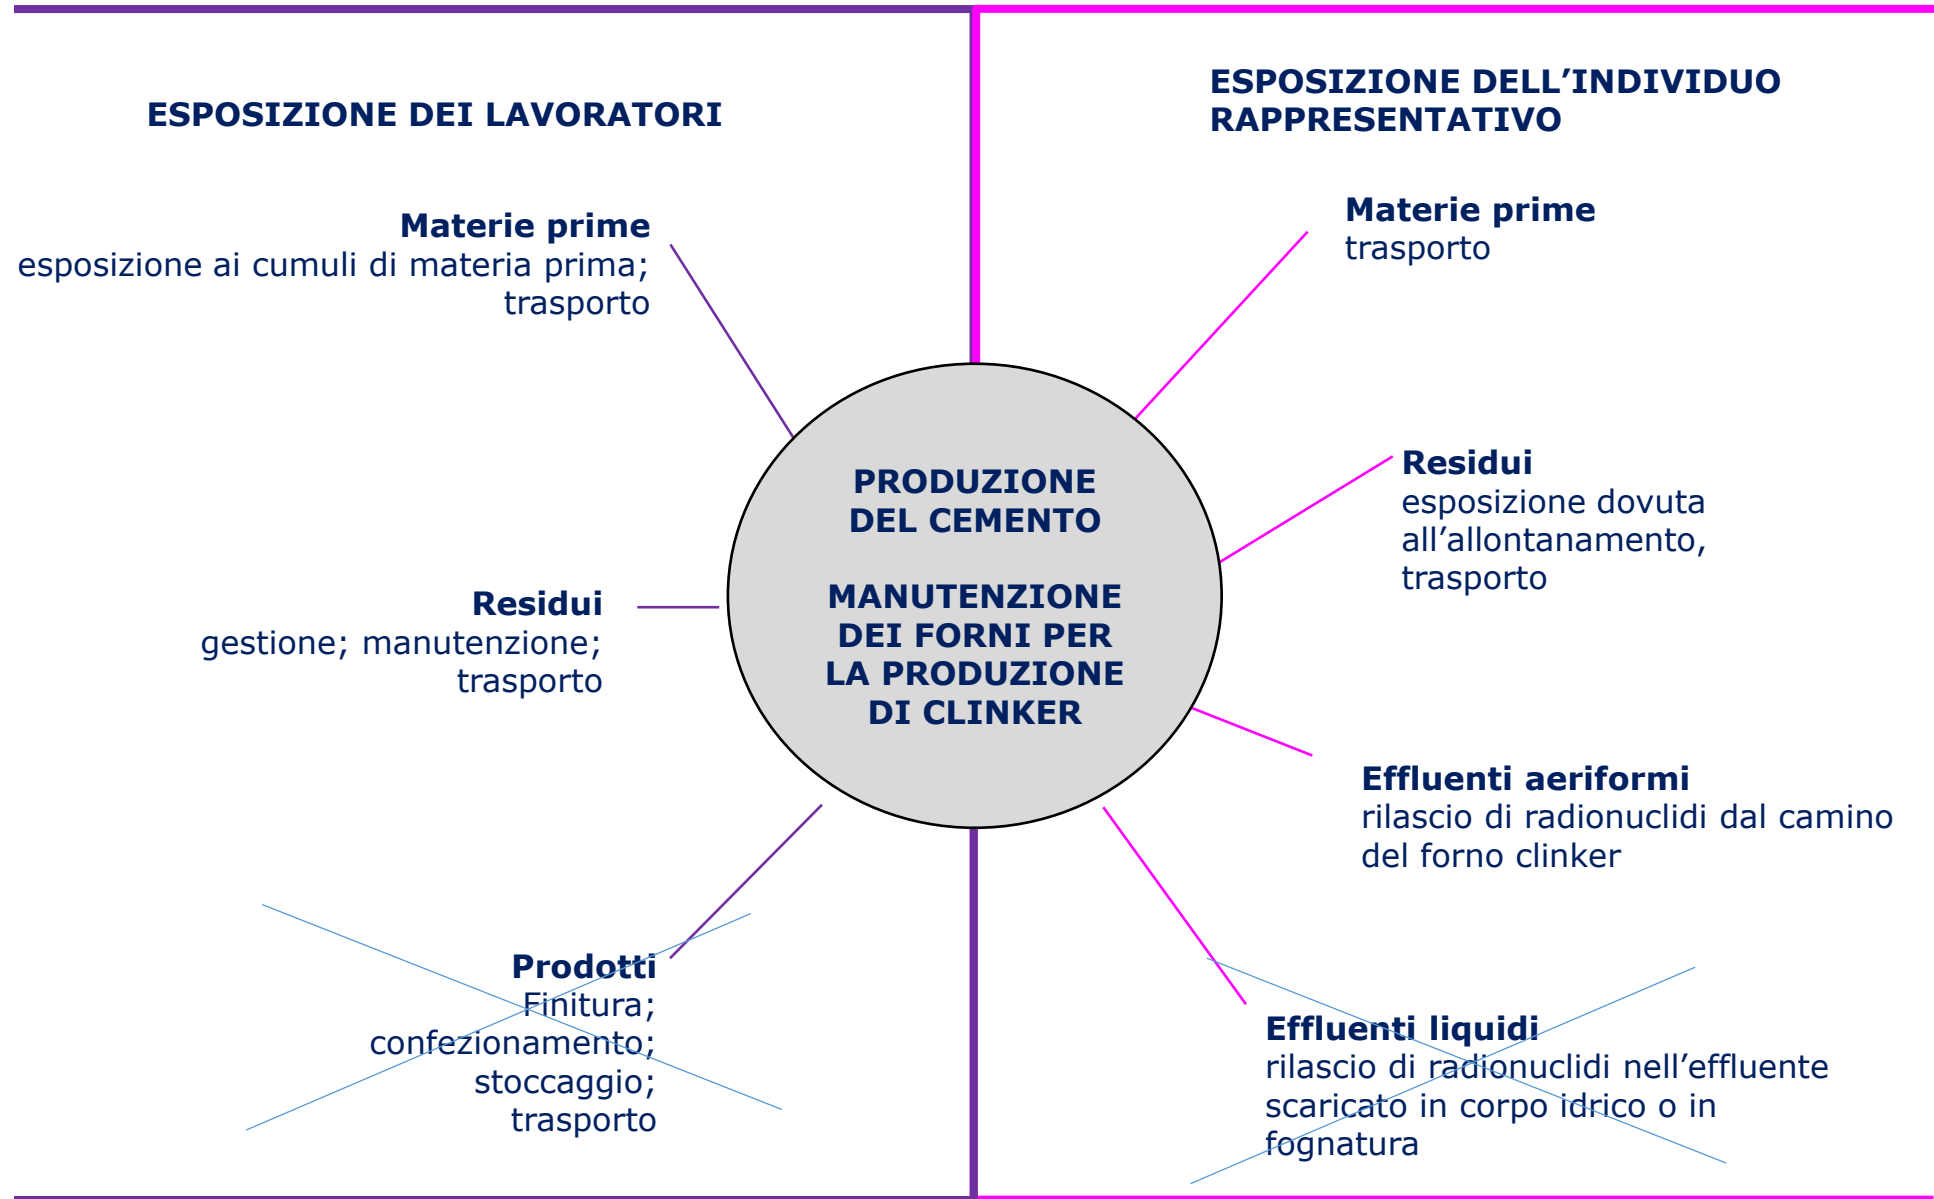 ESPOSIZIONE DEI LAVORATORI
Materie prime
esposizione ai cumuli di materia prima;
trasporto
Residui
gestione; manutenzione;
trasporto
Prodotti
Finitura;
confezionamento;
stoccaggio;
trasporto
PRODUZIONE
DEL CEMENTO
MANUTENZIONE
DEI FORNI PER
LA PRODUZIONE
DI CLINKER
ESPOSIZIONE DELL’INDIVIDUO
RAPPRESENTATIVO
Materie prime
trasporto
Residui
esposizione dovuta
all’allontanamento,
trasporto
Effluenti aeriformi
rilascio di radionuclidi dal camino
del forno clinker
Effluenti liquidi
rilascio di radionuclidi nell’effluente
scaricato in corpo idrico o in
fognatura